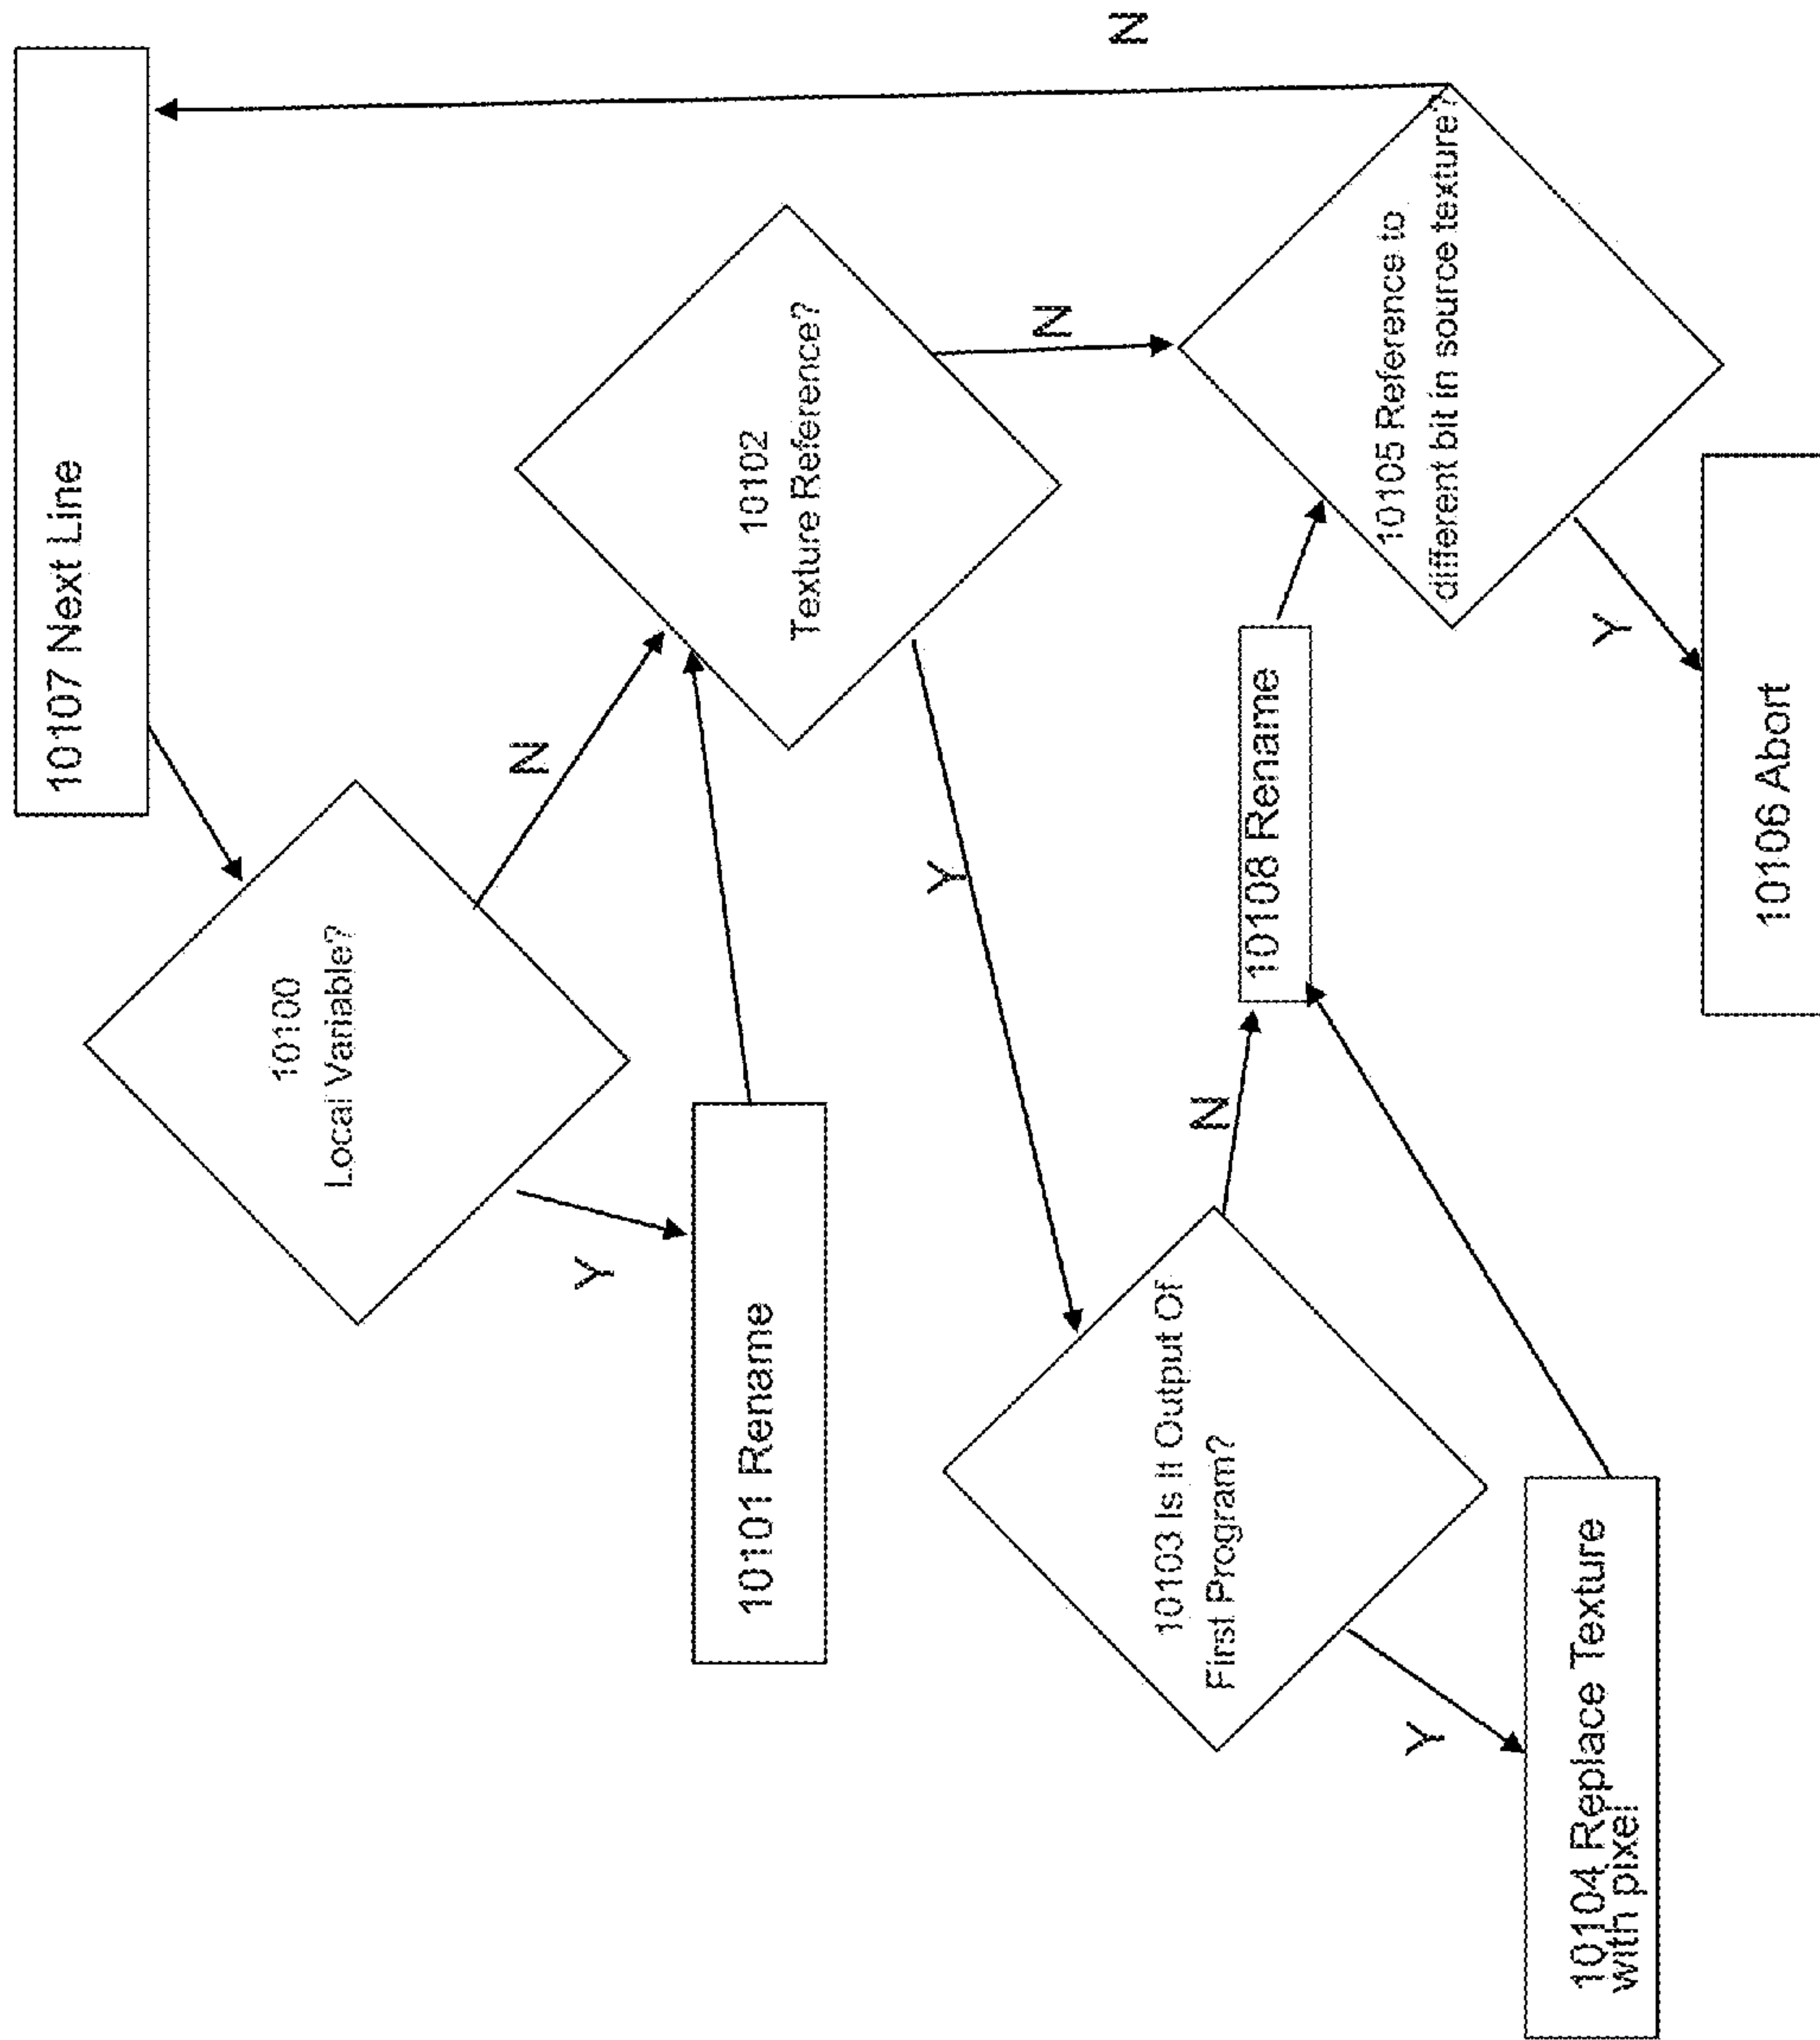 10107 Next Line
10100
Local Variable?
N
Y
10101 Rename
10102
Texture Reference?
N
Y
10103 Is It Output Of
First Program?
N
Y
10104 Replace Texture
with pixel
10108 Rename
10105 Reference to
different bit in source texture?
N
Y
10106 Abort